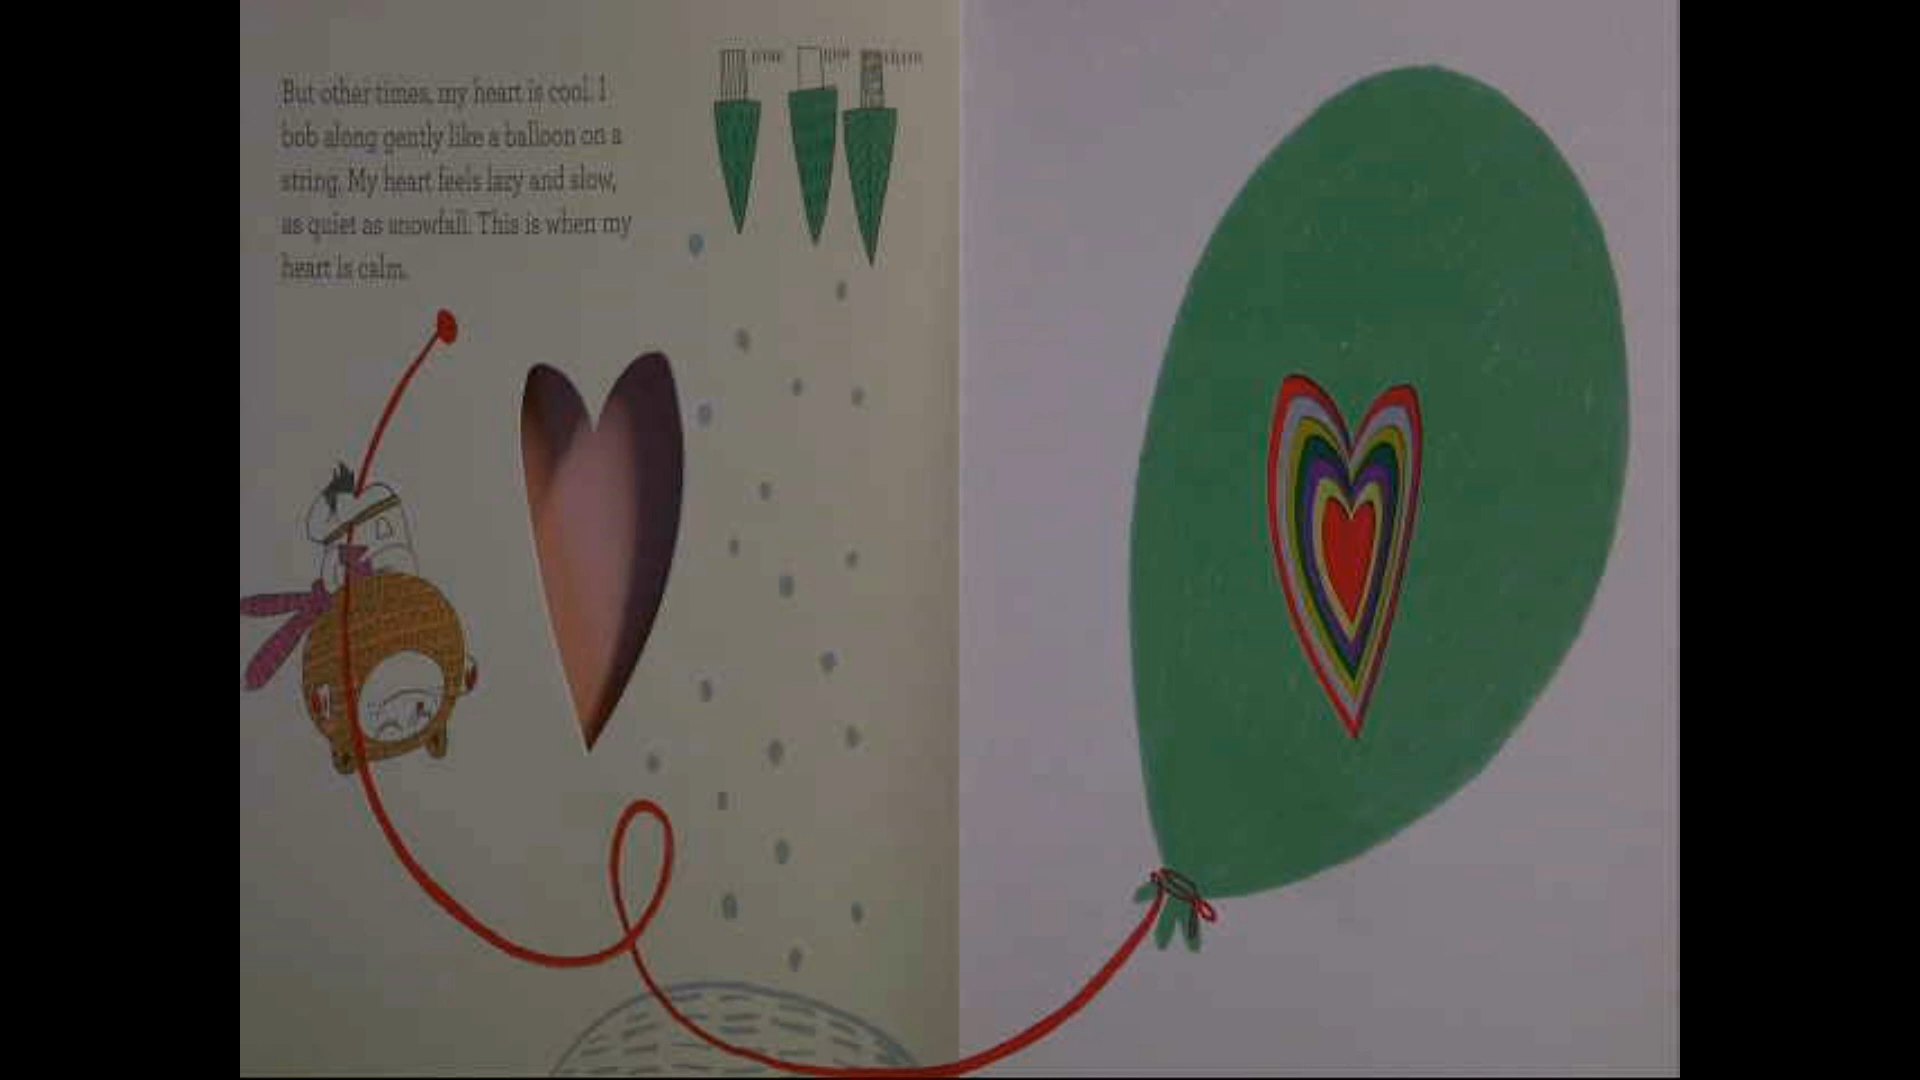 But other times, my heart is cool. I
bob along gently like a balloon on a
string. My heart feels lazy and slow,
as quiet as snowfall. This is when my
heart is calm.